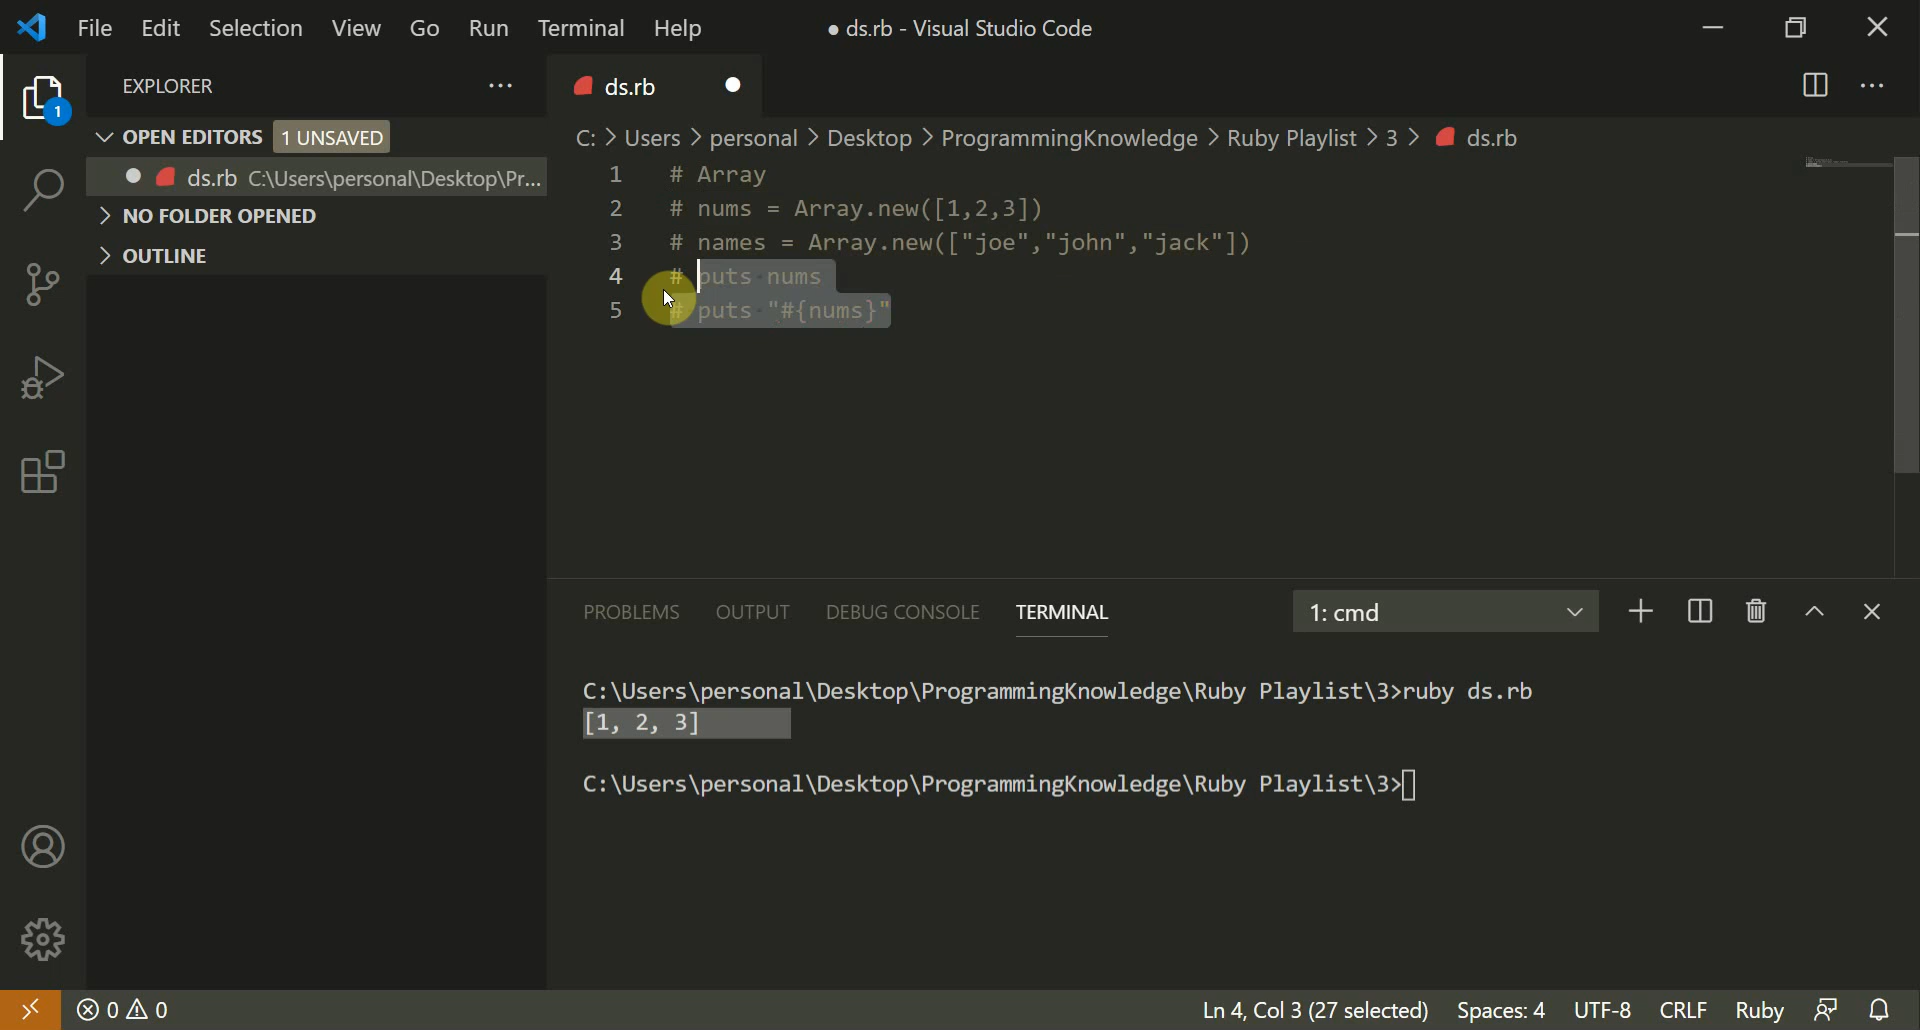 File Edit Selection View Go Run Terminal Help ● ds.rb - Visual Studio Code
1
EXPLORER
OPEN EDITORS 1 UNSAVED
ds.rb C:\Users\personal\Desktop\Pr...
NO FOLDER OPENED
OUTLINE
ds.rb
C: > Users > personal > Desktop > ProgrammingKnowledge > Ruby Playlist > 3 > ds.rb
1 # Array
2 # nums = Array.new([1,2,3])
3 # names = Array.new(["joe","john","jack"])
4 # puts nums
5 # puts "#{nums}"
PROBLEMS OUTPUT DEBUG CONSOLE TERMINAL 1: cmd
C:\Users\personal\Desktop\ProgrammingKnowledge\Ruby Playlist\3>ruby ds.rb
[1, 2, 3]
C:\Users\personal\Desktop\ProgrammingKnowledge\Ruby Playlist\3>
0 0 Ln 4, Col 3 (27 selected) Spaces: 4 UTF-8 CRLF Ruby